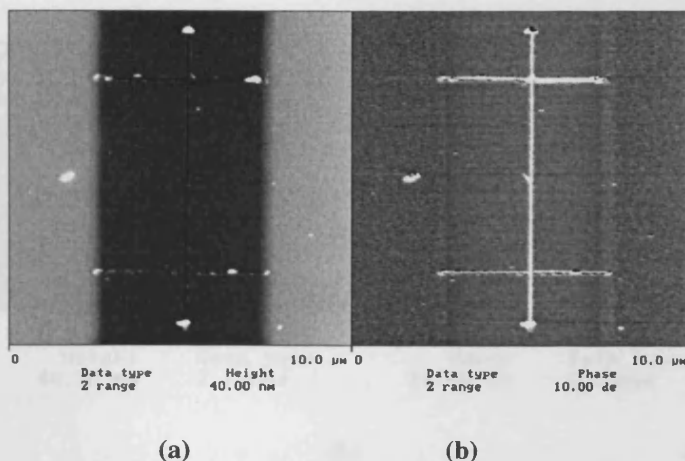 0 10.0 µm
Data type Height
Z range 40.00 nm
0 10.0 µm
Data type Phase
Z range 10.00 de
(a) (b)